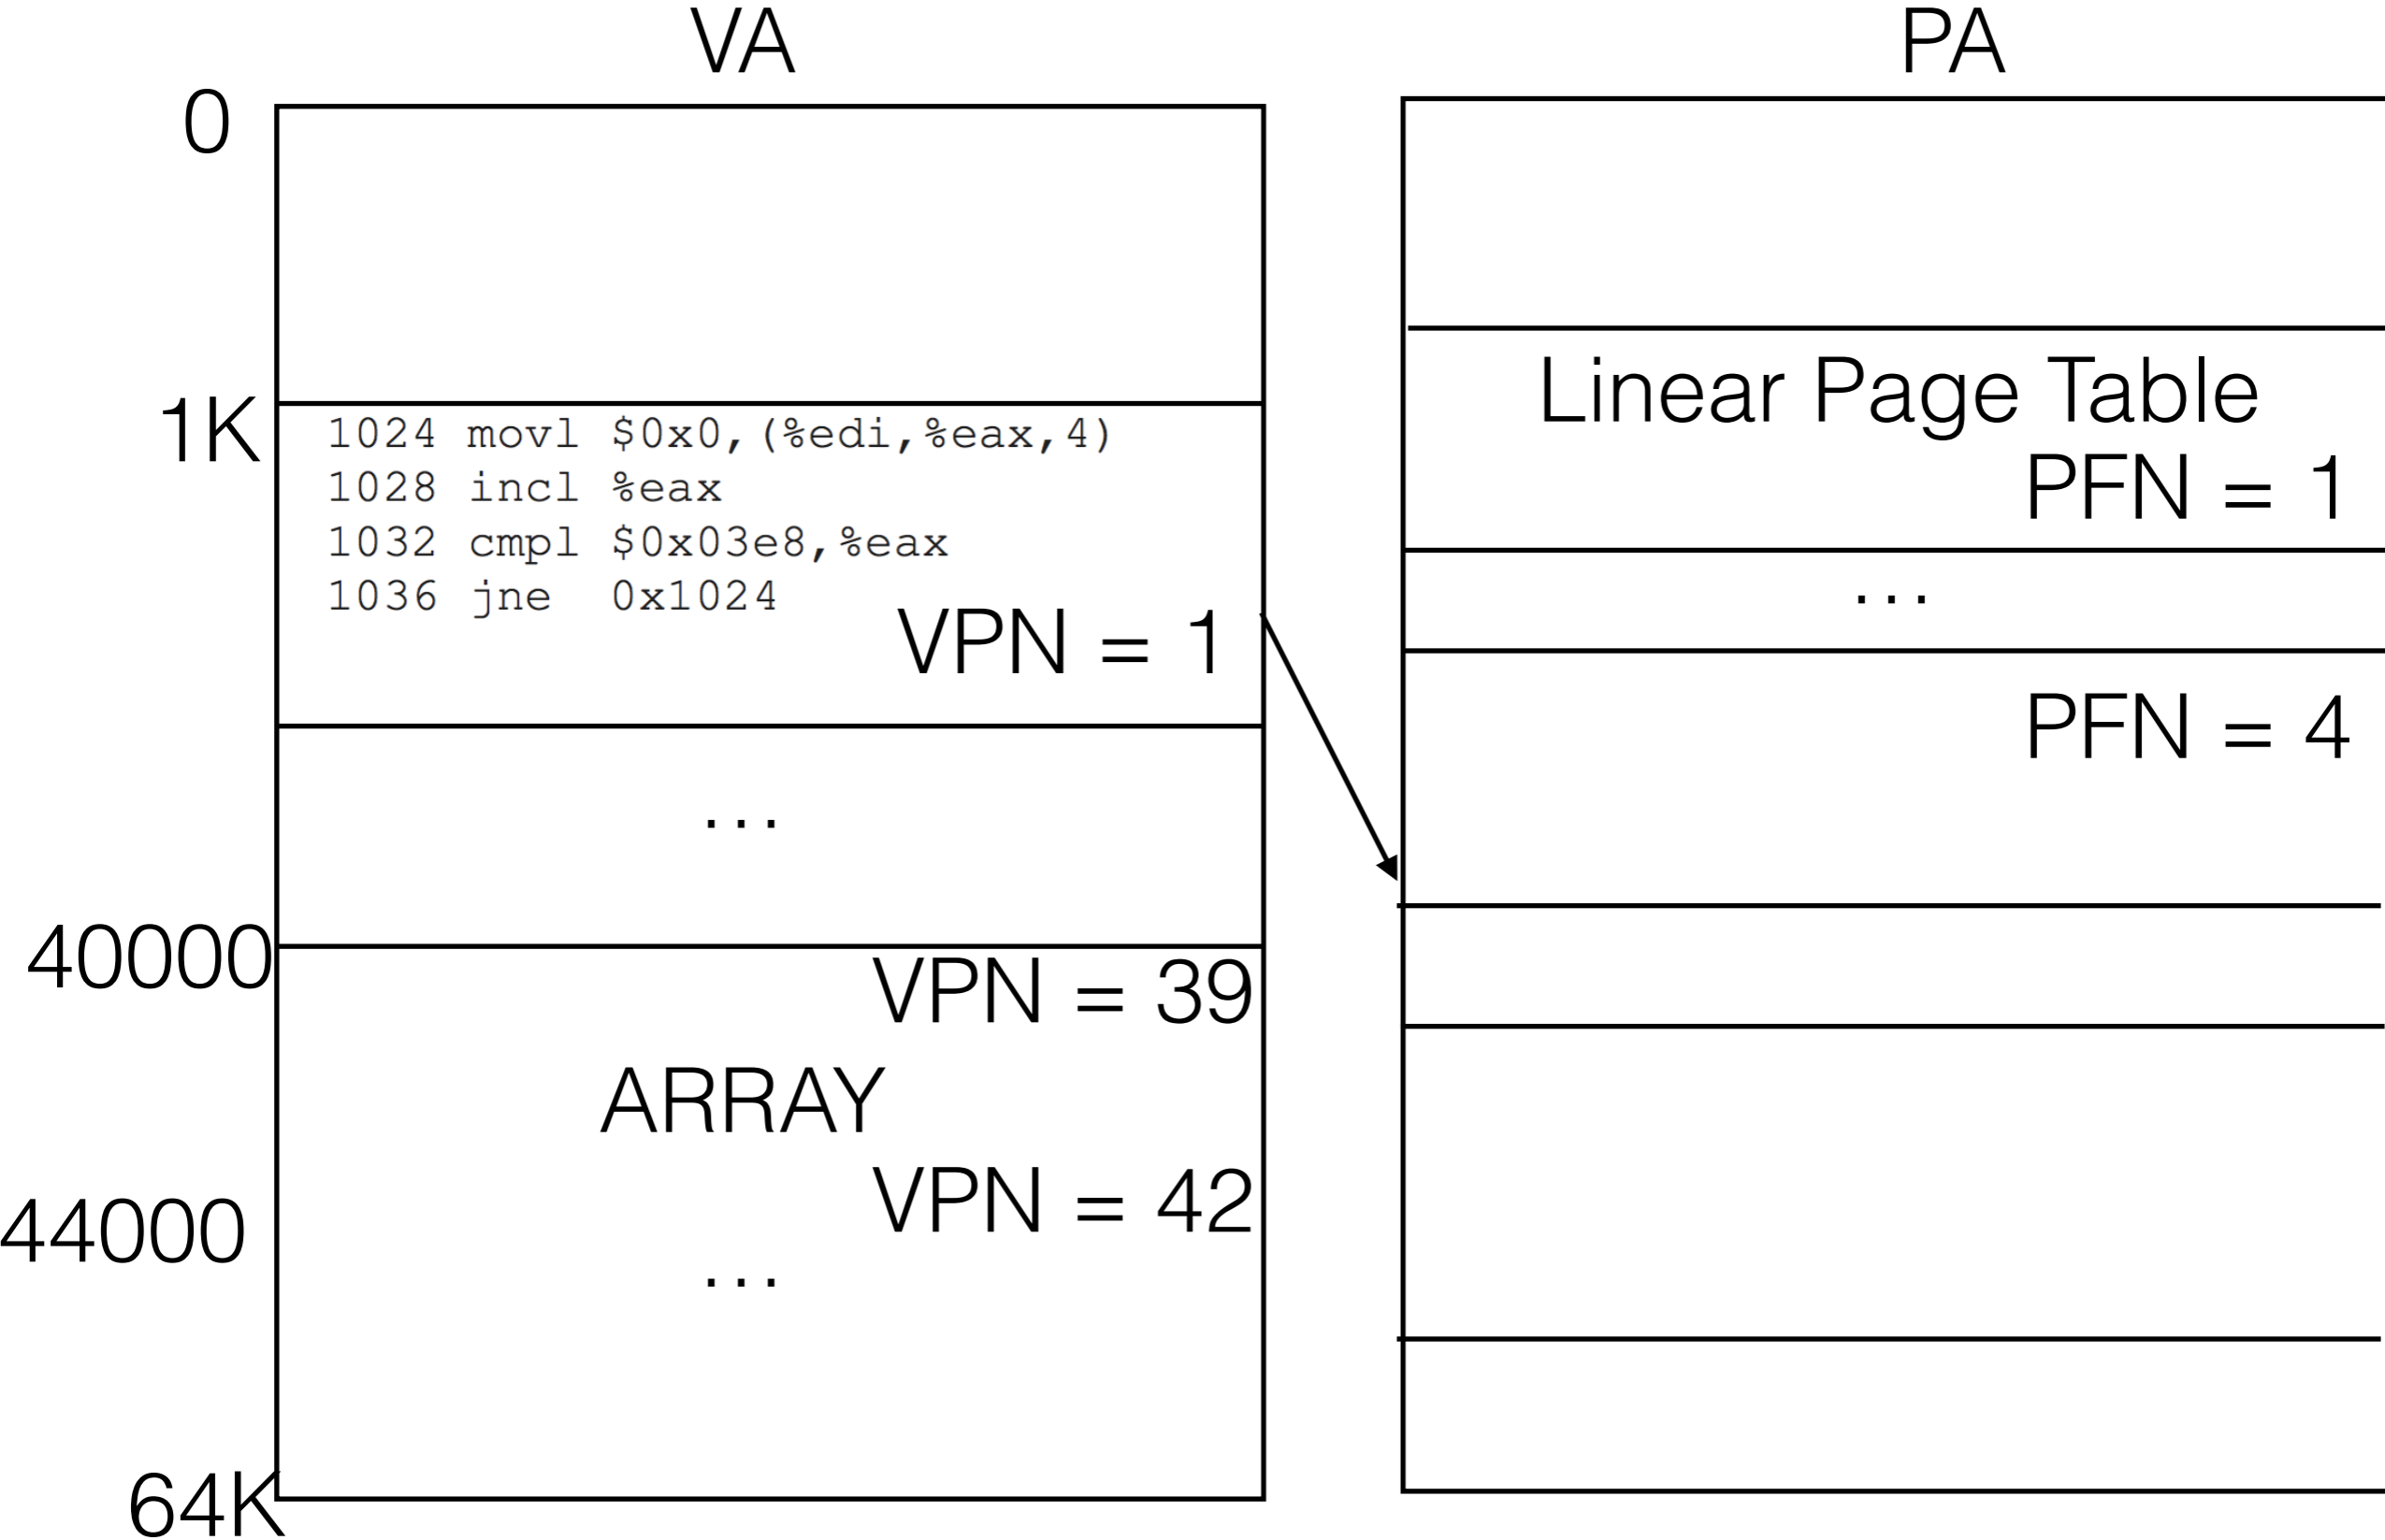 VA
0
1K
1024 movl $0x0,(%edi,%eax,4)
1028 incl %eax
1032 cmpl $0x03e8,%eax
1036 jne 0x1024
VPN = 1
...
40000
VPN = 39
ARRAY
VPN = 42
44000
...
64K
PA
Linear Page Table
PFN = 1
...
PFN = 4